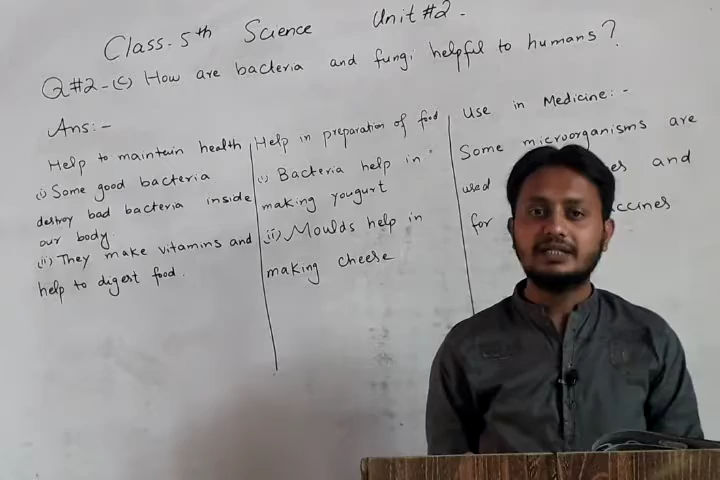 Class. 5th Science Unit #2.
Q#2-(c) How are bacteria and fungi helpful to humans?
Ans:-
Help to maintain health
(i) Some good bacteria
destroy bad bacteria inside
our body.
(ii) They make vitamins and
help to digest food.
Help in preparation of food
(i) Bacteria help in
making yougurt
(ii) Moulds help in
making cheese
Use in Medicine:-
Some microorganisms are
used and
for